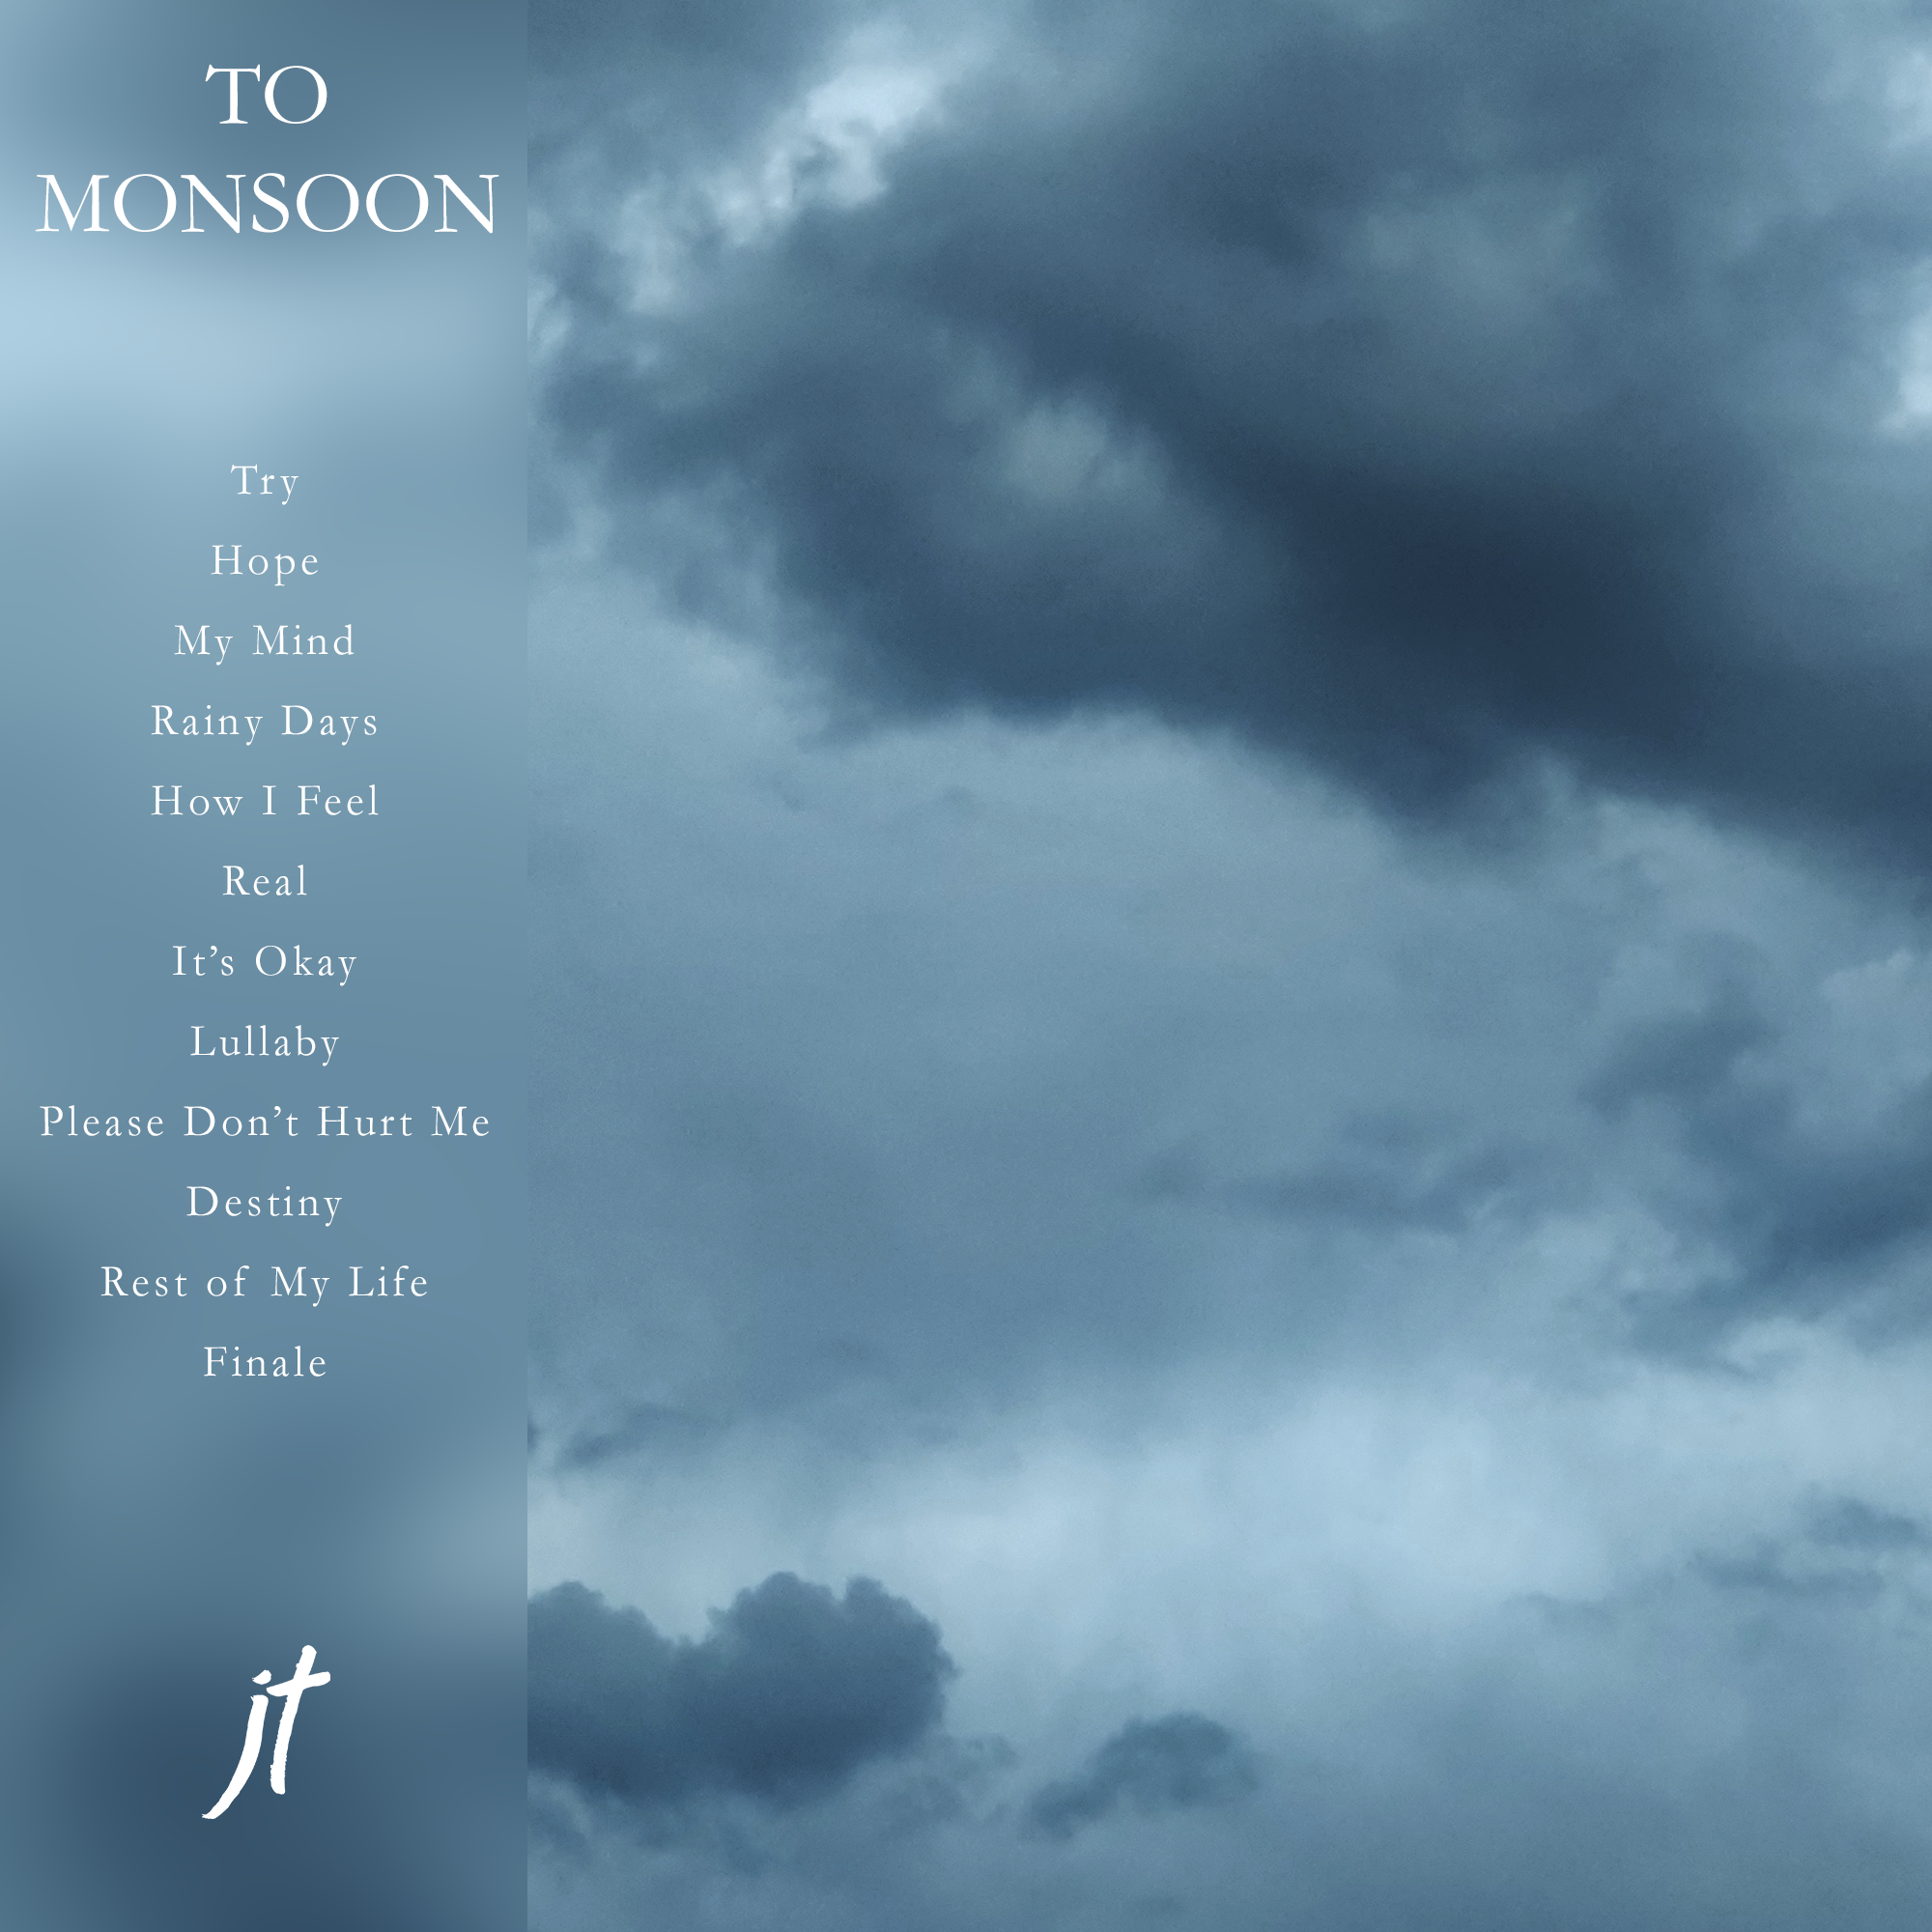 TO
MONSOON
Try
Hope
My Mind
Rainy Days
How I Feel
Real
It’s Okay
Lullaby
Please Don’t Hurt Me
Destiny
Rest of My Life
Finale
jt